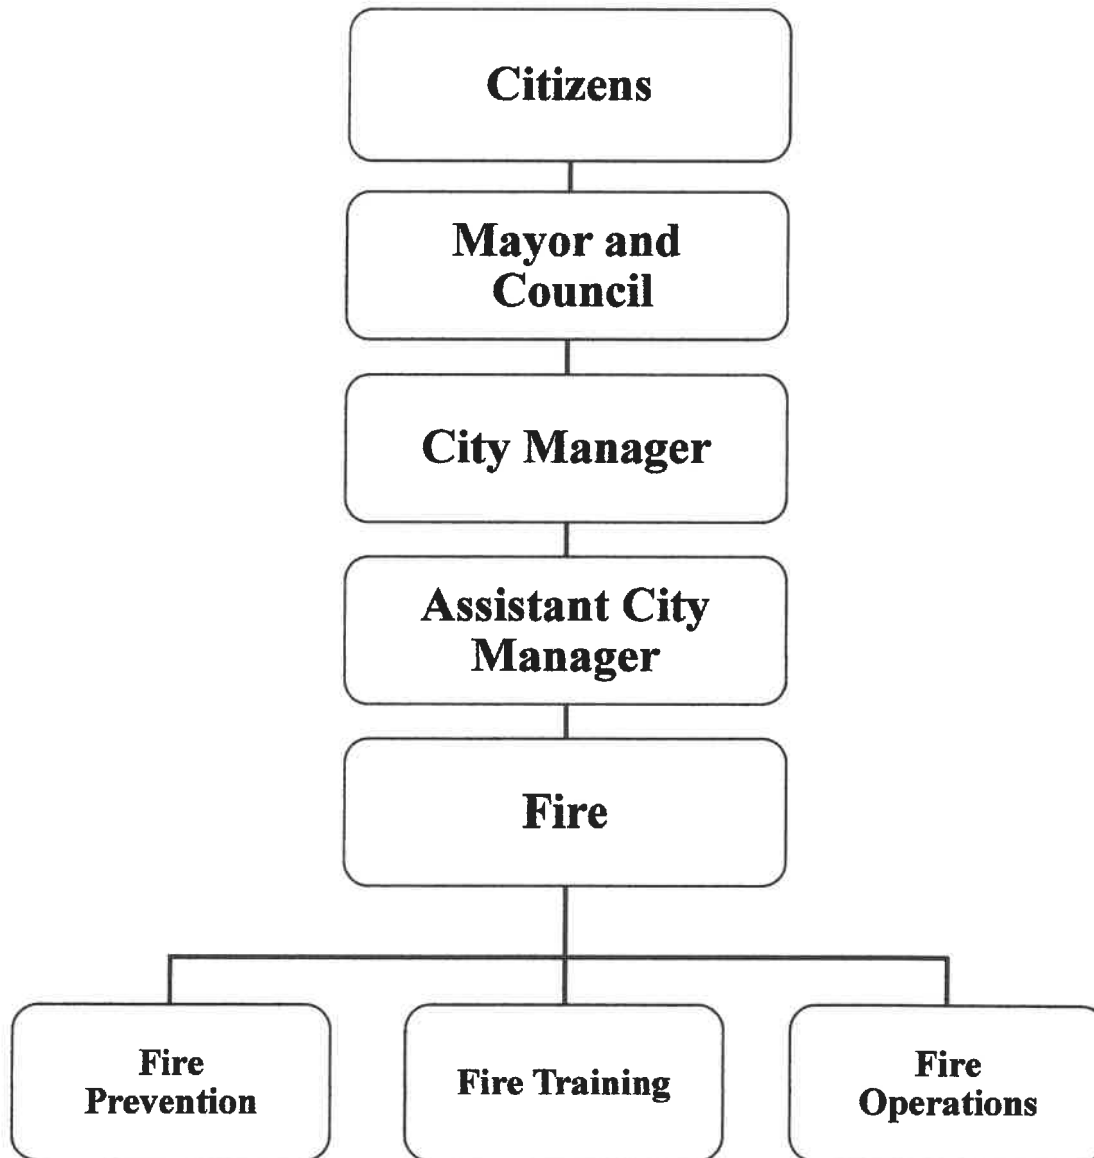 Citizens
Mayor and
Council
City Manager
Assistant City
Manager
Fire
Fire
Prevention
Fire Training
Fire
Operations